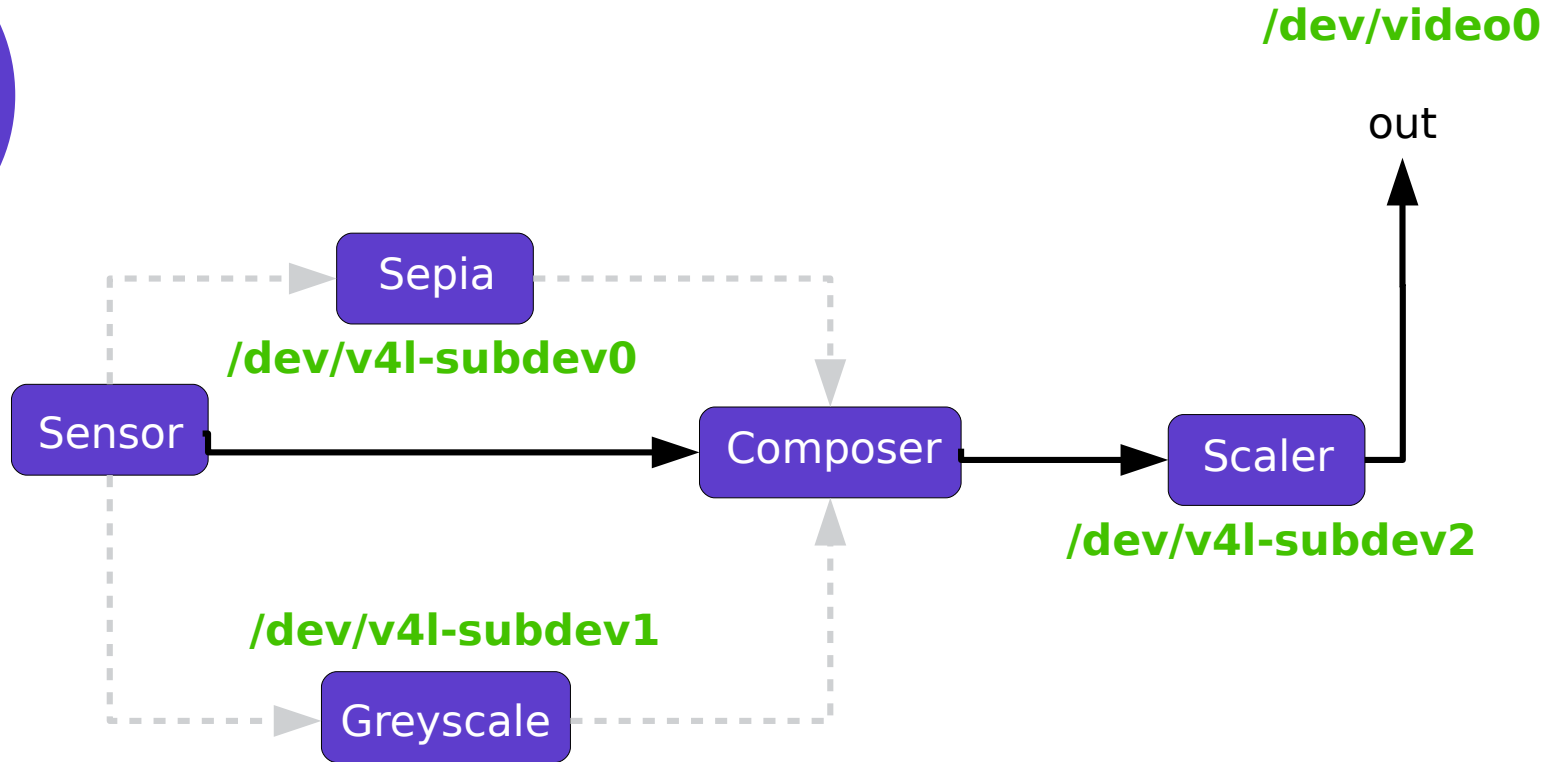 /dev/video0
out
Sepia
/dev/v4l-subdev0
Sensor
Composer
Scaler
/dev/v4l-subdev2
/dev/v4l-subdev1
Greyscale